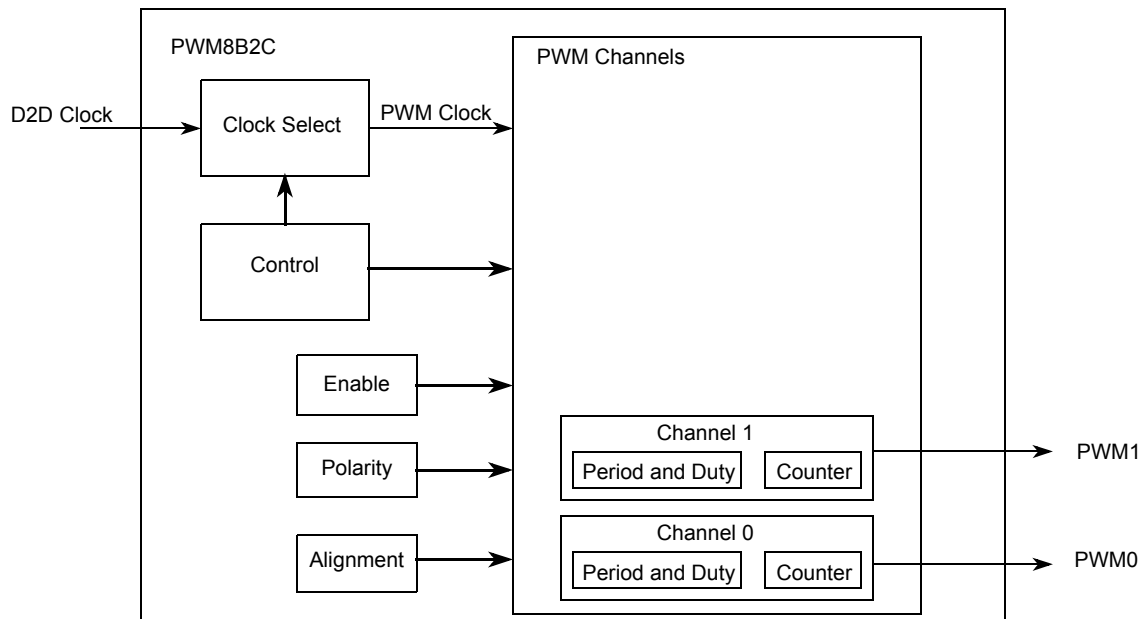 PWM8B2C
PWM Channels
D2D Clock
Clock Select
PWM Clock
Control
Enable
Polarity
Alignment
Channel 1
Period and Duty
Counter
PWM1
Channel 0
Period and Duty
Counter
PWM0